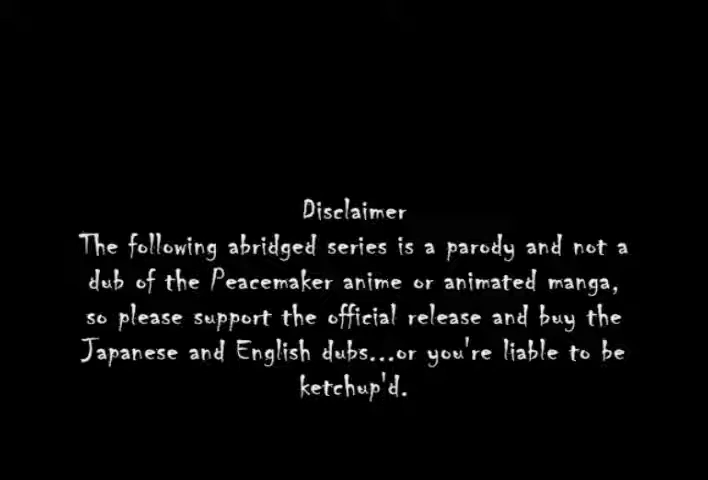 Disclaimer
The following abridged series is a parody and not a
dub of the Peacemaker anime or animated manga,
so please support the official release and buy the
Japanese and English dubs...or you're liable to be
ketchup'd.